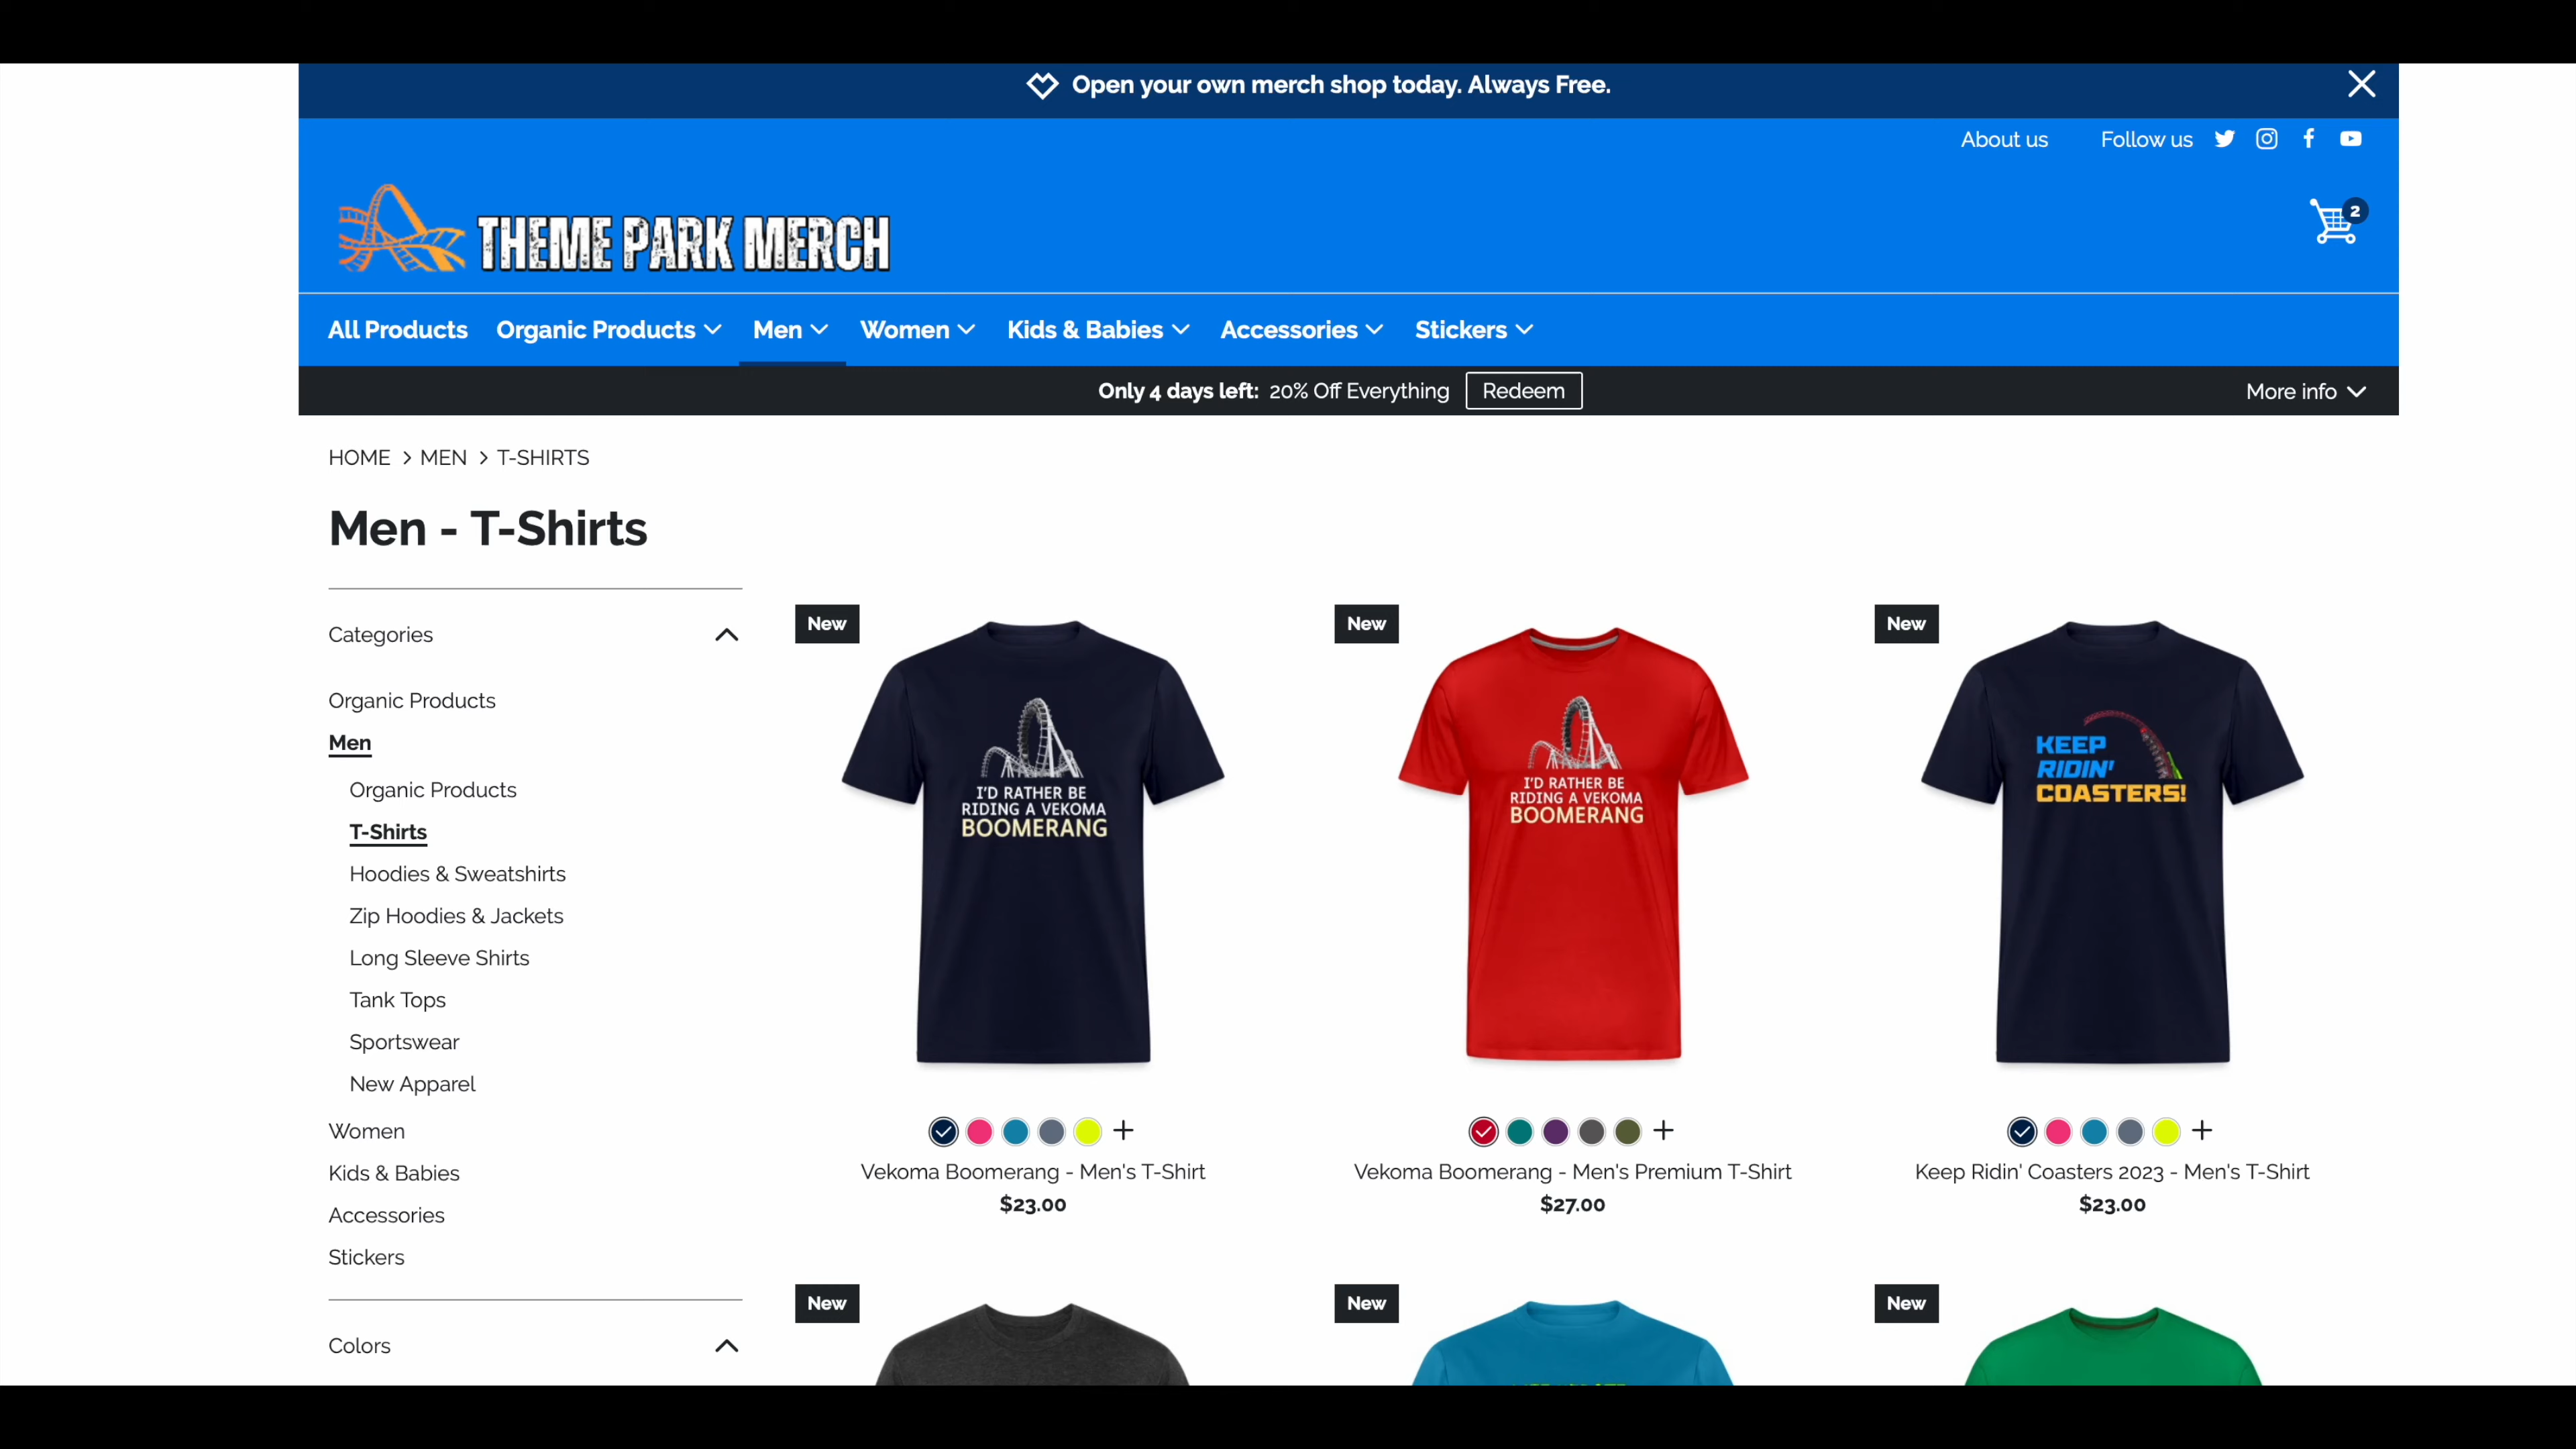 Open your own merch shop today. Always Free.
About us
Follow us
THEME PARK MERCH
2
All Products
Organic Products
Men
Women
Kids & Babies
Accessories
Stickers
Only 4 days left: 20% Off Everything
Redeem
More info
HOME > MEN > T-SHIRTS
Men - T-Shirts
Categories
Organic Products
Men
Organic Products
T-Shirts
Hoodies & Sweatshirts
Zip Hoodies & Jackets
Long Sleeve Shirts
Tank Tops
Sportswear
New Apparel
Women
Kids & Babies
Accessories
Stickers
Colors
New
I'D RATHER BE
RIDING A VEKOMA
BOOMERANG
Vekoma Boomerang - Men's T-Shirt
$23.00
New
I'D RATHER BE
RIDING A VEKOMA
BOOMERANG
Vekoma Boomerang - Men's Premium T-Shirt
$27.00
New
KEEP
RIDIN'
COASTERS!
Keep Ridin' Coasters 2023 - Men's T-Shirt
$23.00
New
New
New